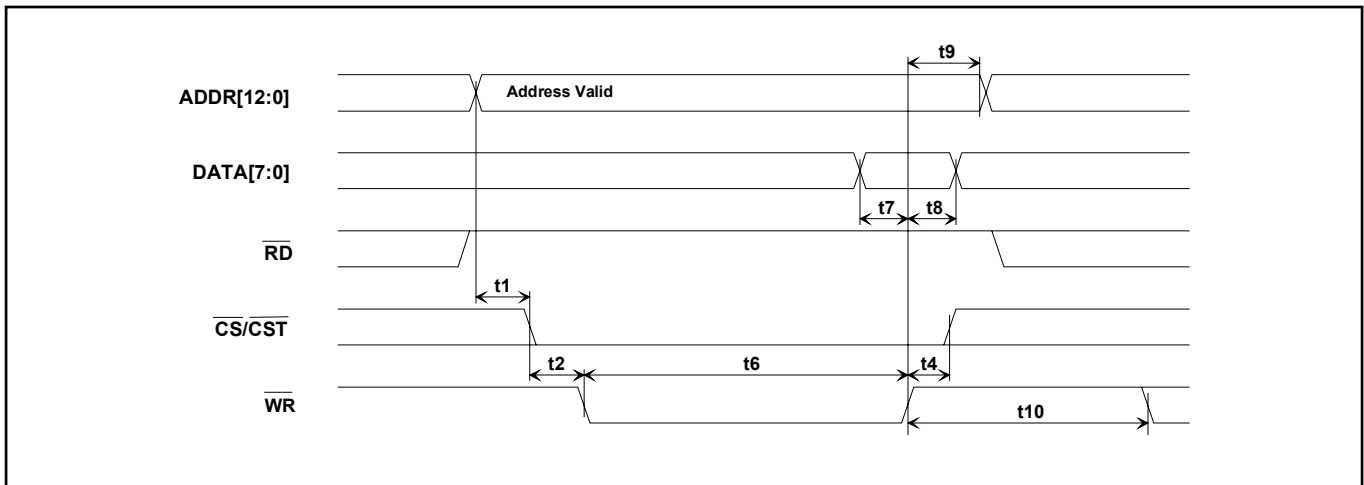 t9
ADDR[12:0]
Address Valid
DATA[7:0]
t7
t8
RD
t1
CS/CST
t2
t6
t4
WR
t10